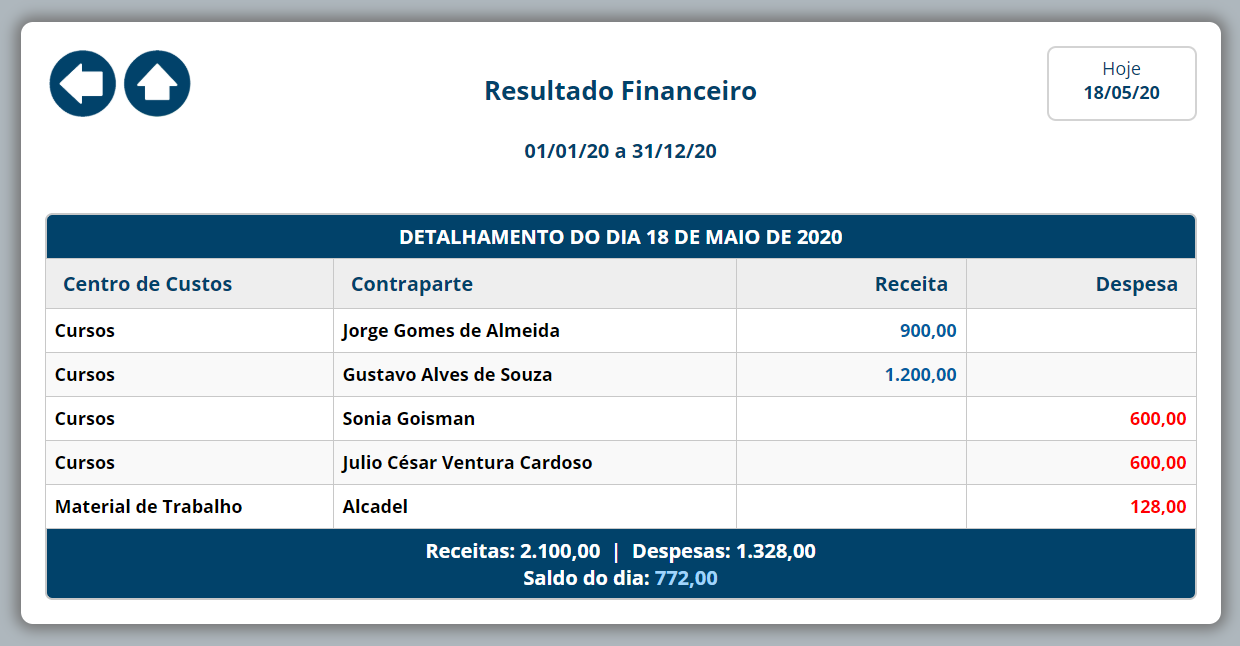 Hoje
18/05/20
Resultado Financeiro
01/01/20 a 31/12/20
DETALHAMENTO DO DIA 18 DE MAIO DE 2020
Centro de Custos Contraparte Receita Despesa
Cursos Jorge Gomes de Almeida 900,00
Cursos Gustavo Alves de Souza 1.200,00
Cursos Sonia Goisman 600,00
Cursos Julio César Ventura Cardoso 600,00
Material de Trabalho Alcadel 128,00
Receitas: 2.100,00 | Despesas: 1.328,00
Saldo do dia: 772,00